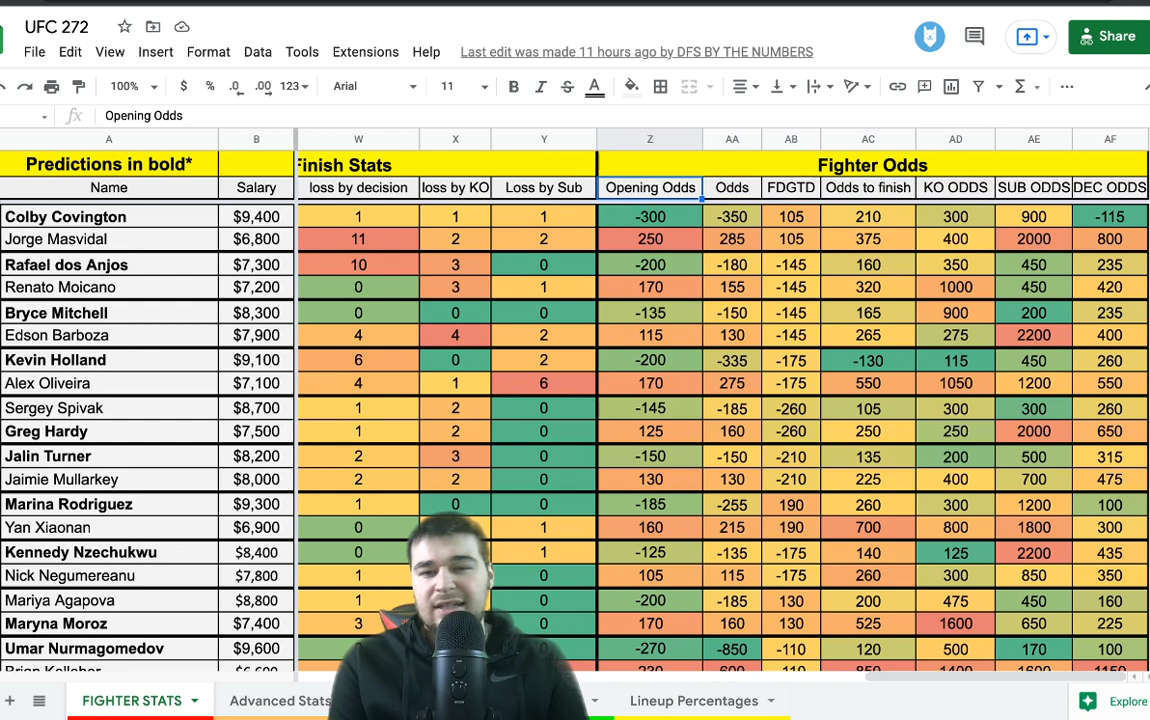 UFC 272
File Edit View Insert Format Data Tools Extensions Help Last edit was made 11 hours ago by DFS BY THE NUMBERS
Share
100% $ % .0 .00 123 Arial 11 B I S A Σ
fx Opening Odds
A B W X Y Z AA AB AC AD AE AF
Predictions in bold* Finish Stats Fighter Odds
Name Salary loss by decision loss by KO Loss by Sub Opening Odds Odds FDGTD Odds to finish KO ODDS SUB ODDS DEC ODDS
Colby Covington $9,400 1 1 1 -300 -350 105 210 300 900 -115
Jorge Masvidal $6,800 11 2 2 250 285 105 375 400 2000 800
Rafael dos Anjos $7,300 10 3 0 -200 -180 -145 160 350 450 235
Renato Moicano $7,200 0 3 1 170 155 -145 320 1000 450 420
Bryce Mitchell $8,300 0 0 0 -135 -150 -145 165 900 200 235
Edson Barboza $7,900 4 4 2 115 130 -145 265 275 2200 400
Kevin Holland $9,100 6 0 2 -200 -335 -175 -130 115 450 260
Alex Oliveira $7,100 4 1 6 170 275 -175 550 1050 1200 550
Sergey Spivak $8,700 1 2 0 -145 -185 -260 105 300 300 260
Greg Hardy $7,500 1 2 0 125 160 -260 250 250 2000 650
Jalin Turner $8,200 2 3 0 -150 -150 -210 135 200 500 315
Jaimie Mullarkey $8,000 2 2 0 130 130 -210 225 400 700 475
Marina Rodriguez $9,300 1 0 0 -185 -255 190 260 300 1200 100
Yan Xiaonan $6,900 0 1 160 215 190 700 800 1800 300
Kennedy Nzechukwu $8,400 0 1 -125 -135 -175 140 125 2200 435
Nick Negumereanu $7,800 1 0 105 115 -175 260 300 850 350
Mariya Agapova $8,800 1 0 -200 -185 130 200 475 450 160
Maryna Moroz $7,400 3 0 170 160 130 525 1600 650 225
Umar Nurmagomedov $9,600 0 -270 -850 -110 120 500 170 100
Brian Kelleher $6,600 230 600 -110 850 1400 1600 1150
FIGHTER STATS Advanced Stats Lineup Percentages Explore